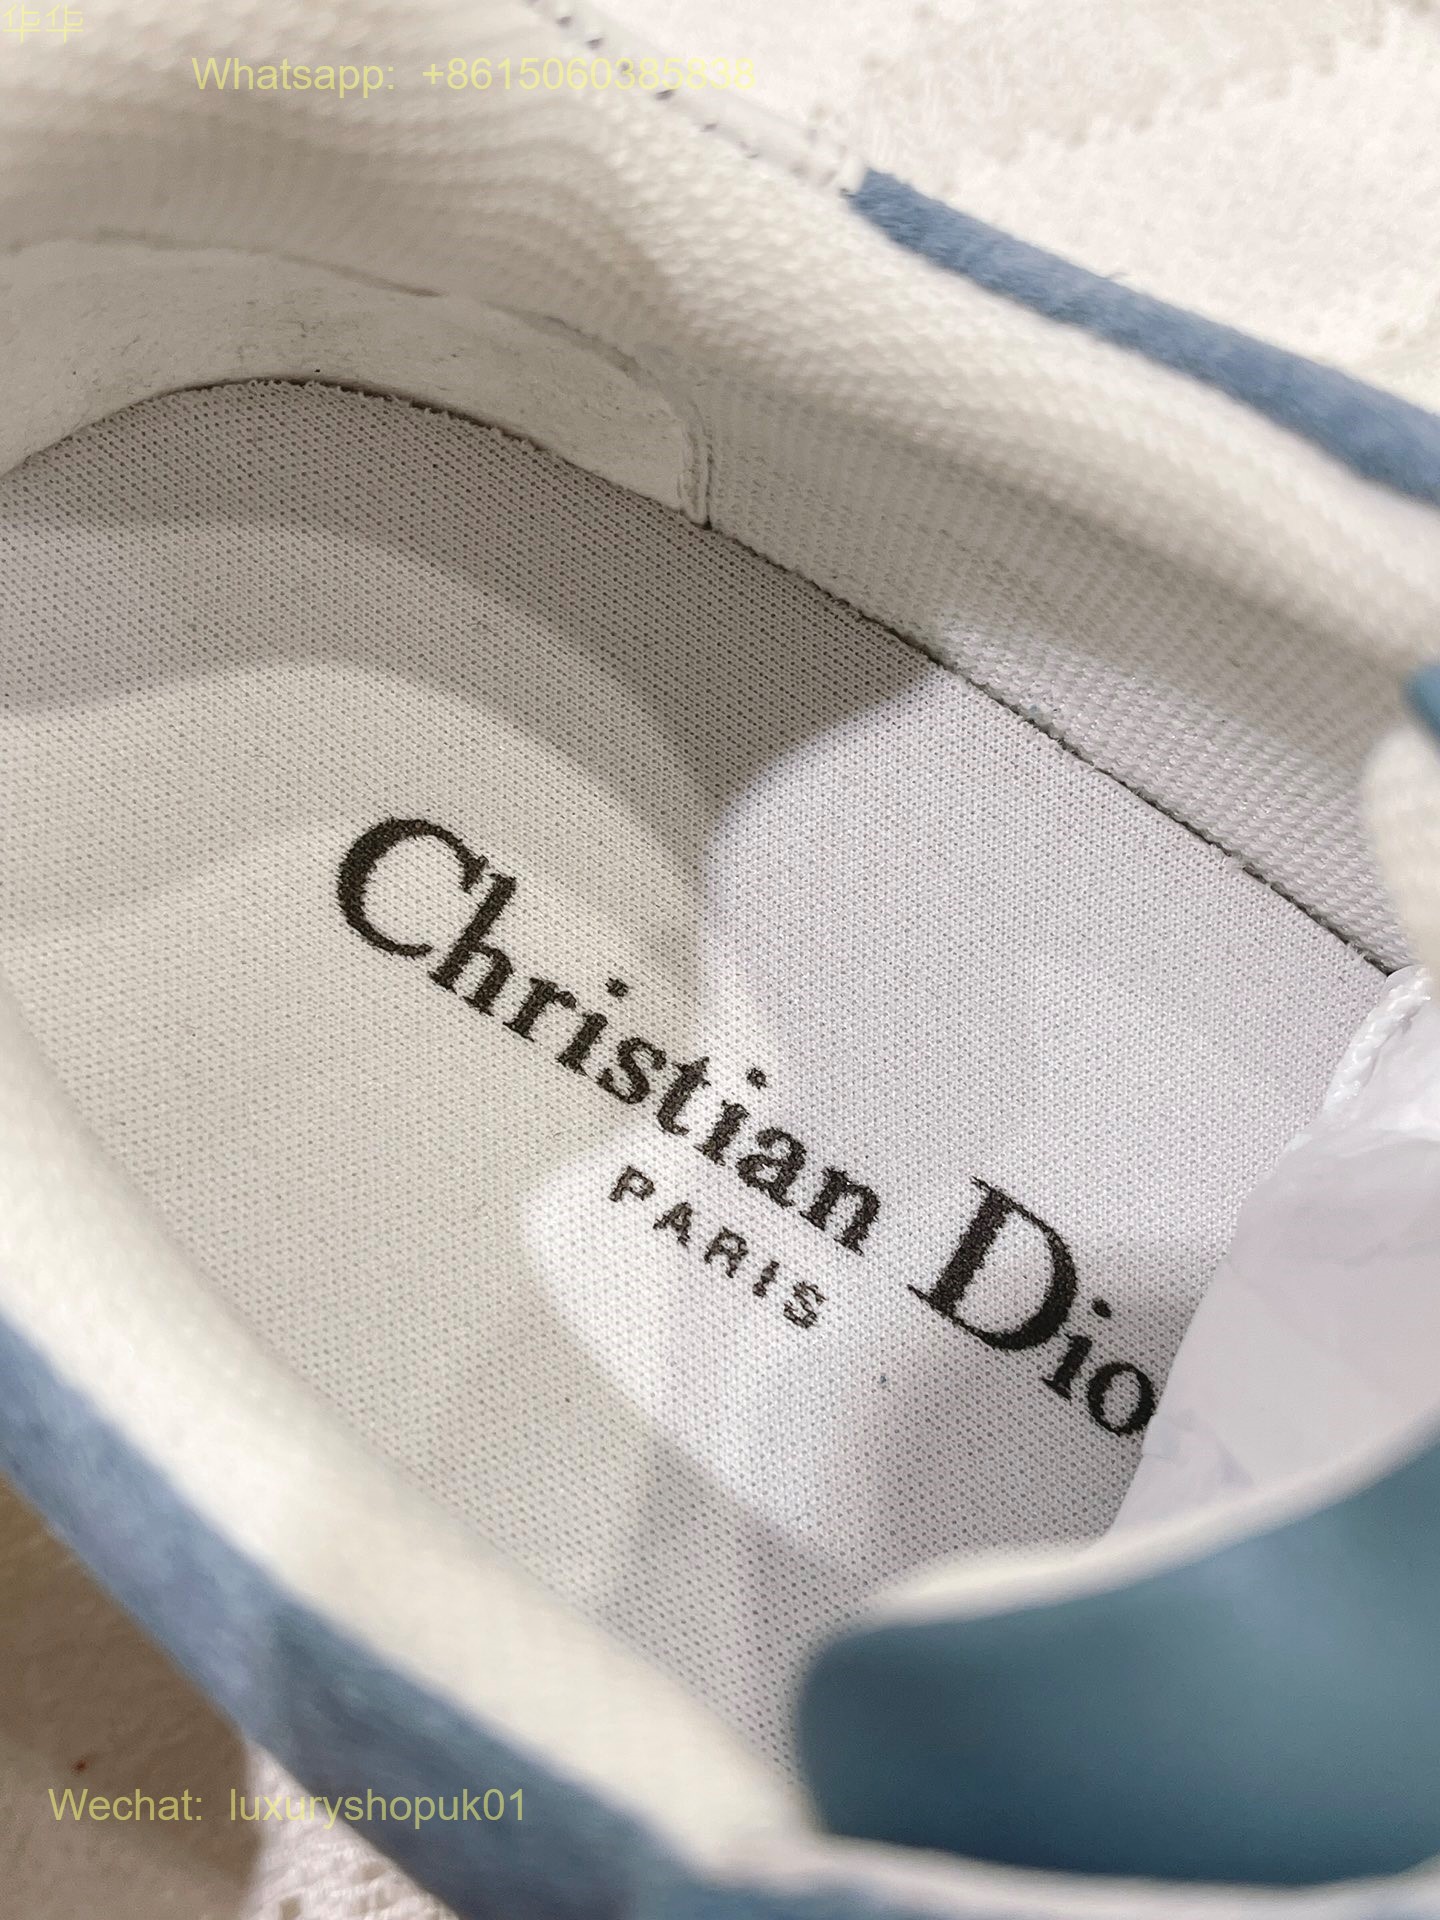 华华
Whatsapp: +8615060385838
Christian Dio
PARIS
Wechat: luxuryshopuk01